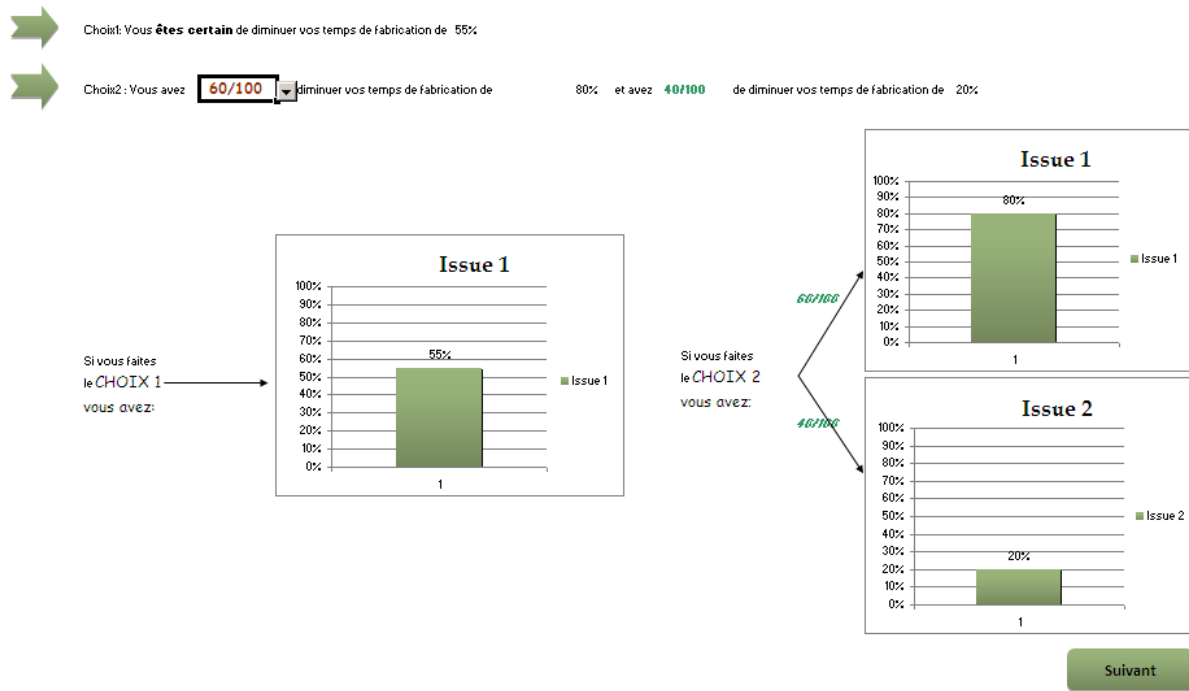 Choix1: Vous êtes certain de diminuer vos temps de fabrication de 55%
Choix2 : Vous avez 60/100 diminuer vos temps de fabrication de 80% et avez 40/100 de diminuer vos temps de fabrication de 20%
Issue 1
100%
90%
80%
70%
60%
50%
40%
30%
20%
10%
0%
80%
1
Issue 1
Si vous faites
le CHOIX 1
vous avez:
Issue 1
100%
90%
80%
70%
60%
50%
40%
30%
20%
10%
0%
55%
1
Issue 1
Si vous faites
le CHOIX 2
vous avez:
60/100
40/100
Issue 2
100%
90%
80%
70%
60%
50%
40%
30%
20%
10%
0%
20%
1
Issue 2
Suivant